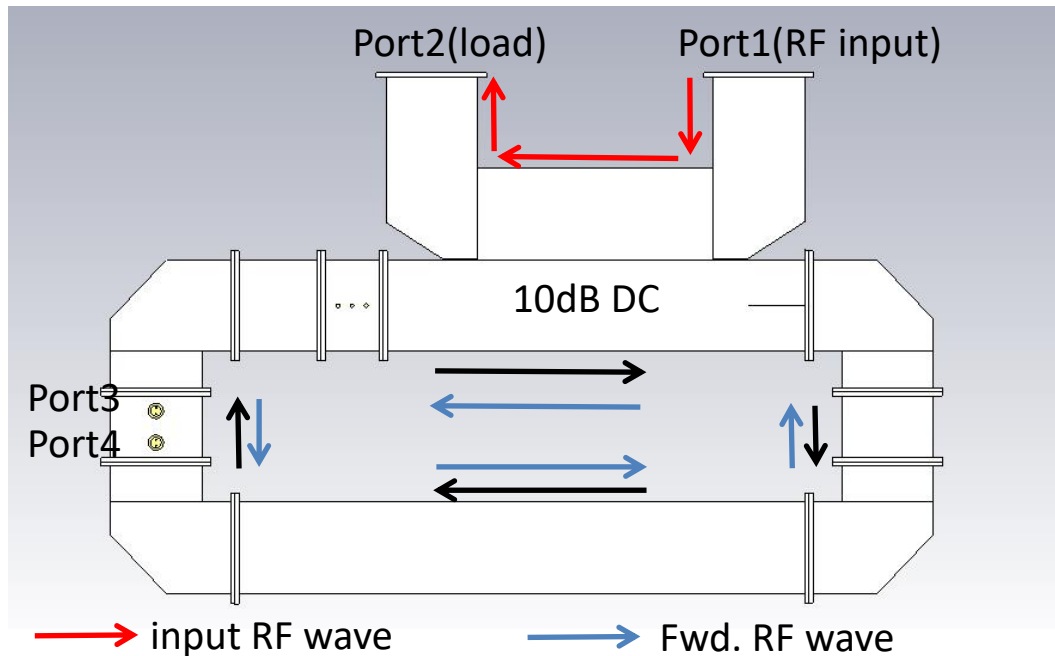 Port2(load) Port1(RF input)
10dB DC
Port3
Port4
input RF wave Fwd. RF wave